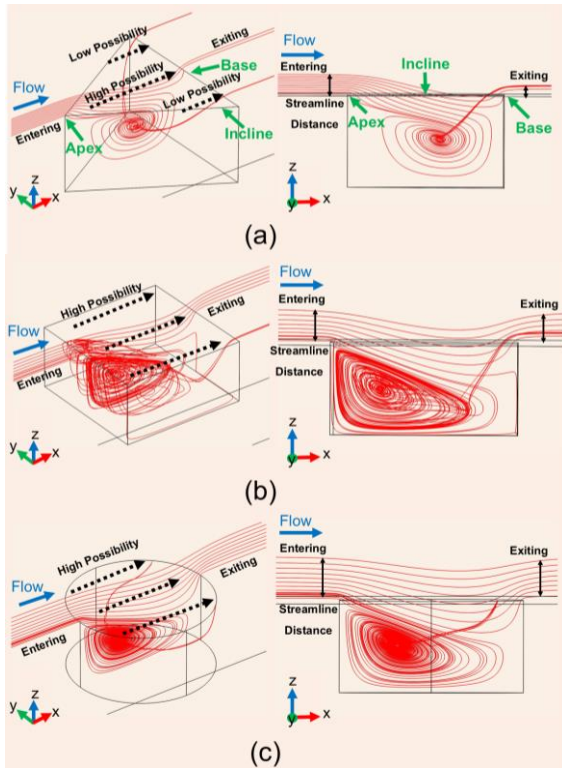 Low Possibility
Exiting
Flow
High Possibility
Base
Low Possibility
Entering
Apex
Incline
z
y
x
Flow
Entering
Incline
Exiting
Streamline
Distance
Apex
Base
z
y
x
(a)
High Possibility
Exiting
Flow
Entering
z
y
x
Flow
Entering
Exiting
Streamline
Distance
z
y
x
(b)
High Possibility
Exiting
Flow
Entering
z
y
x
Flow
Entering
Exiting
Streamline
Distance
z
y
x
(c)